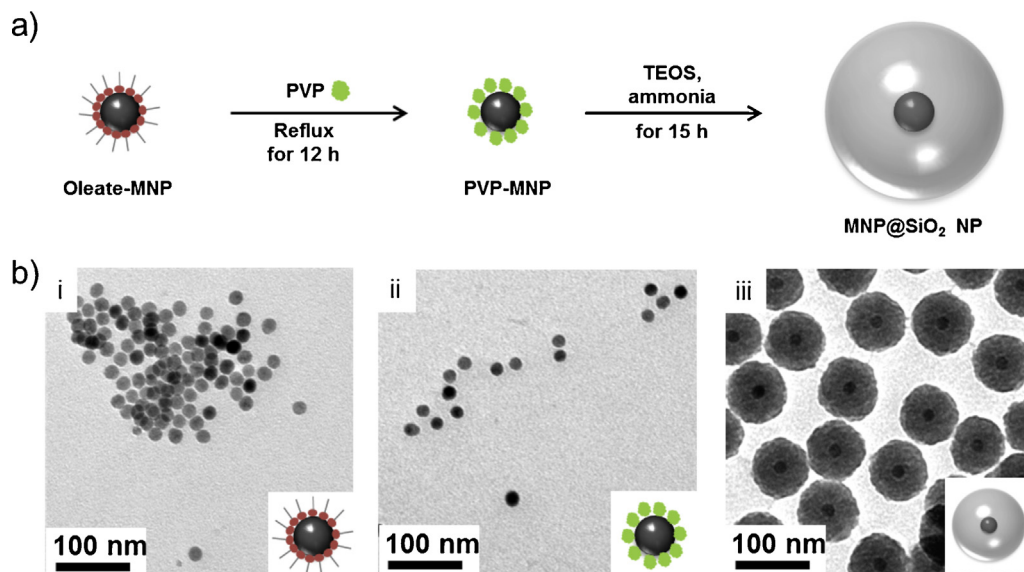 a)
PVP
Reflux
for 12 h
TEOS,
ammonia
for 15 h
Oleate-MNP
PVP-MNP
MNP@SiO₂ NP
b)
i
ii
iii
100 nm
100 nm
100 nm